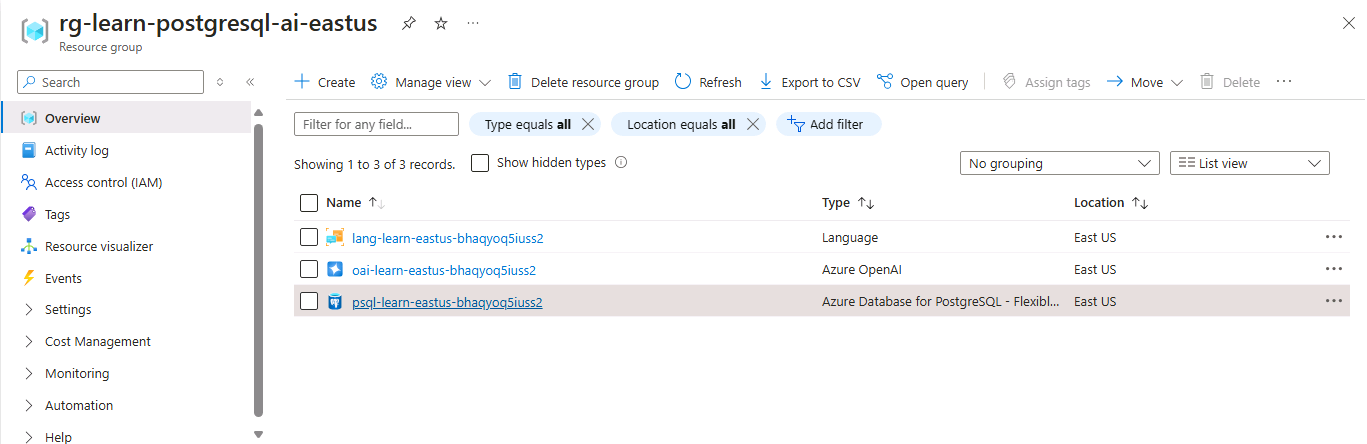 rg-learn-postgresql-ai-eastus
Resource group
Search
Overview
Activity log
Access control (IAM)
Tags
Resource visualizer
Events
Settings
Cost Management
Monitoring
Automation
Help
Create Manage view Delete resource group Refresh Export to CSV Open query Assign tags Move Delete
Filter for any field... Type equals all Location equals all Add filter
Showing 1 to 3 of 3 records. Show hidden types No grouping List view
Name Type Location
lang-learn-eastus-bhaqyoq5iuss2 Language East US
oai-learn-eastus-bhaqyoq5iuss2 Azure OpenAI East US
psql-learn-eastus-bhaqyoq5iuss2 Azure Database for PostgreSQL - Flexibl... East US